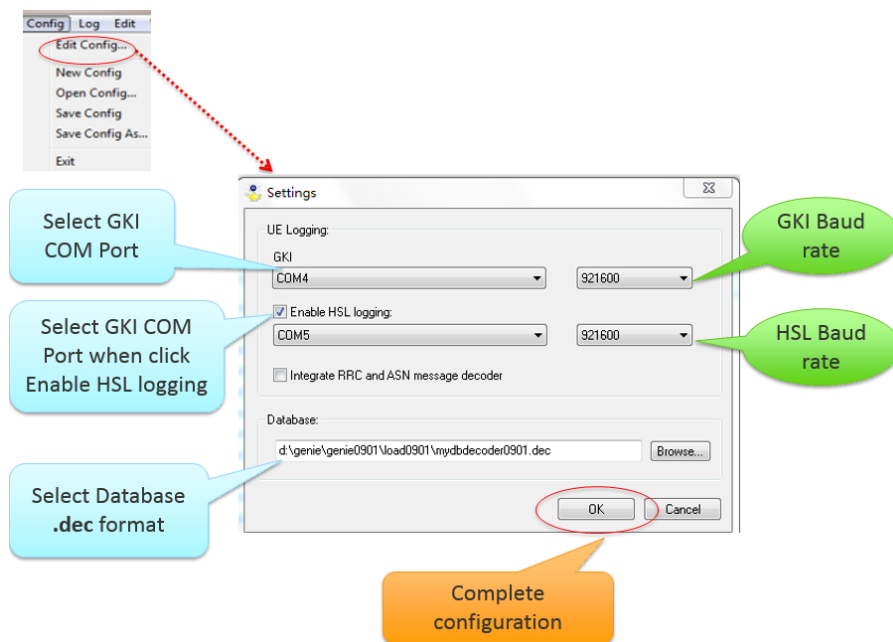 Config Log Edit
Edit Config...
New Config
Open Config...
Save Config
Save Config As...
Exit
Settings
Select GKI
COM Port
UE Logging:
GKI
COM4
921600
GKI Baud
rate
Select GKI COM
Port when click
Enable HSL logging
Enable HSL logging:
COM5
921600
HSL Baud
rate
Integrate RRC and ASN message decoder
Database:
d:\genie\genie0901\load0901\mydbdecoder0901.dec
Browse...
Select Database
.dec format
OK
Cancel
Complete
configuration